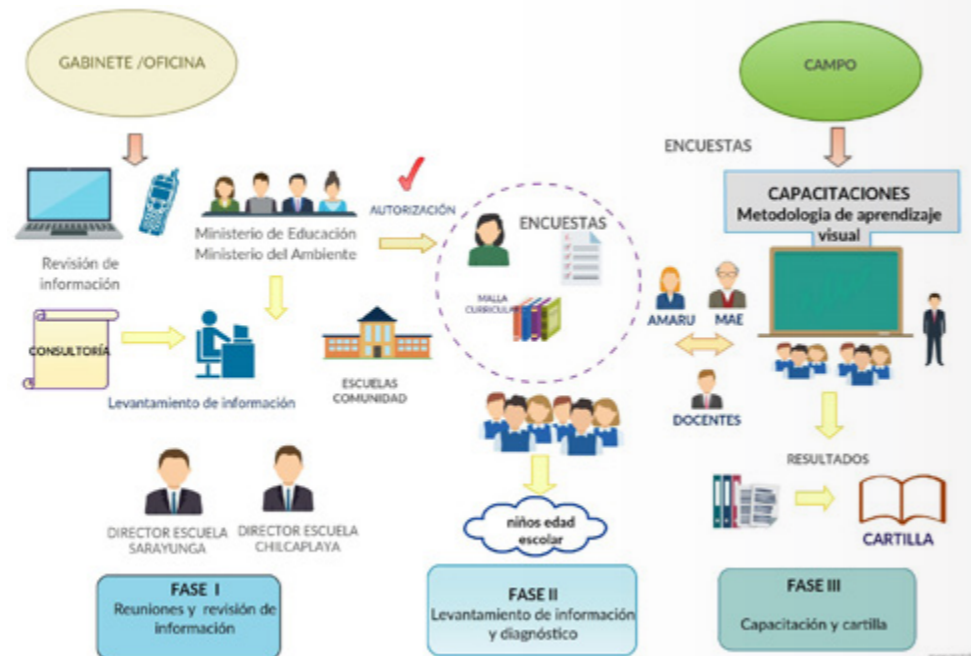 GABINETE /OFICINA
CAMPO
ENCUESTAS
CAPACITACIONES
Metodología de aprendizaje
visual
AUTORIZACIÓN
Ministerio de Educación
Ministerio del Ambiente
ENCUESTAS
Revisión de
información
MALLA
CURRICULAR
AMARU
MAE
CONSULTORÍA
ESCUELAS
COMUNIDAD
Levantamiento de información
DOCENTES
RESULTADOS
DIRECTOR ESCUELA
SARAYUNGA
DIRECTOR ESCUELA
CHILCAPLAYA
niños edad
escolar
CARTILLA
FASE I
Reuniones y revisión de
información
FASE II
Levantamiento de información
y diagnóstico
FASE III
Capacitación y cartilla